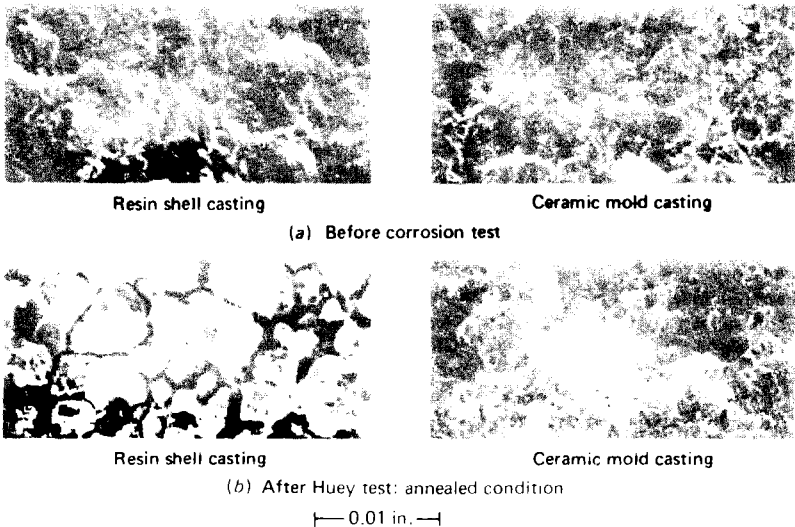 Resin shell casting
Ceramic mold casting
(a) Before corrosion test
Resin shell casting
Ceramic mold casting
(b) After Huey test: annealed condition
0.01 in.